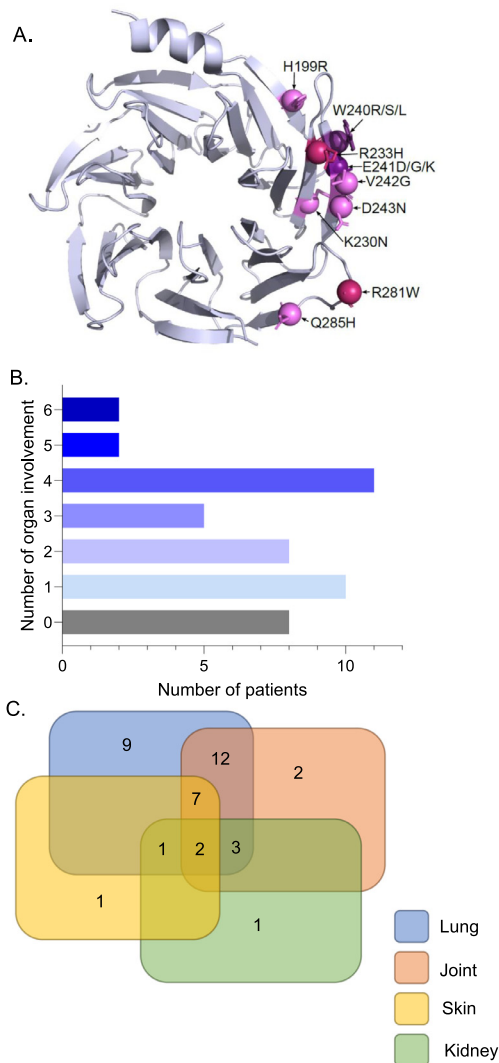 A.
H199R
W240R/S/L
R233H
E241D/G/K
V242G
D243N
K230N
R281W
Q285H
B.
Number of organ involvement
6
5
4
3
2
1
0
0 5 10
Number of patients
C.
9
12
2
7
1 2 3
1
1
Lung
Joint
Skin
Kidney